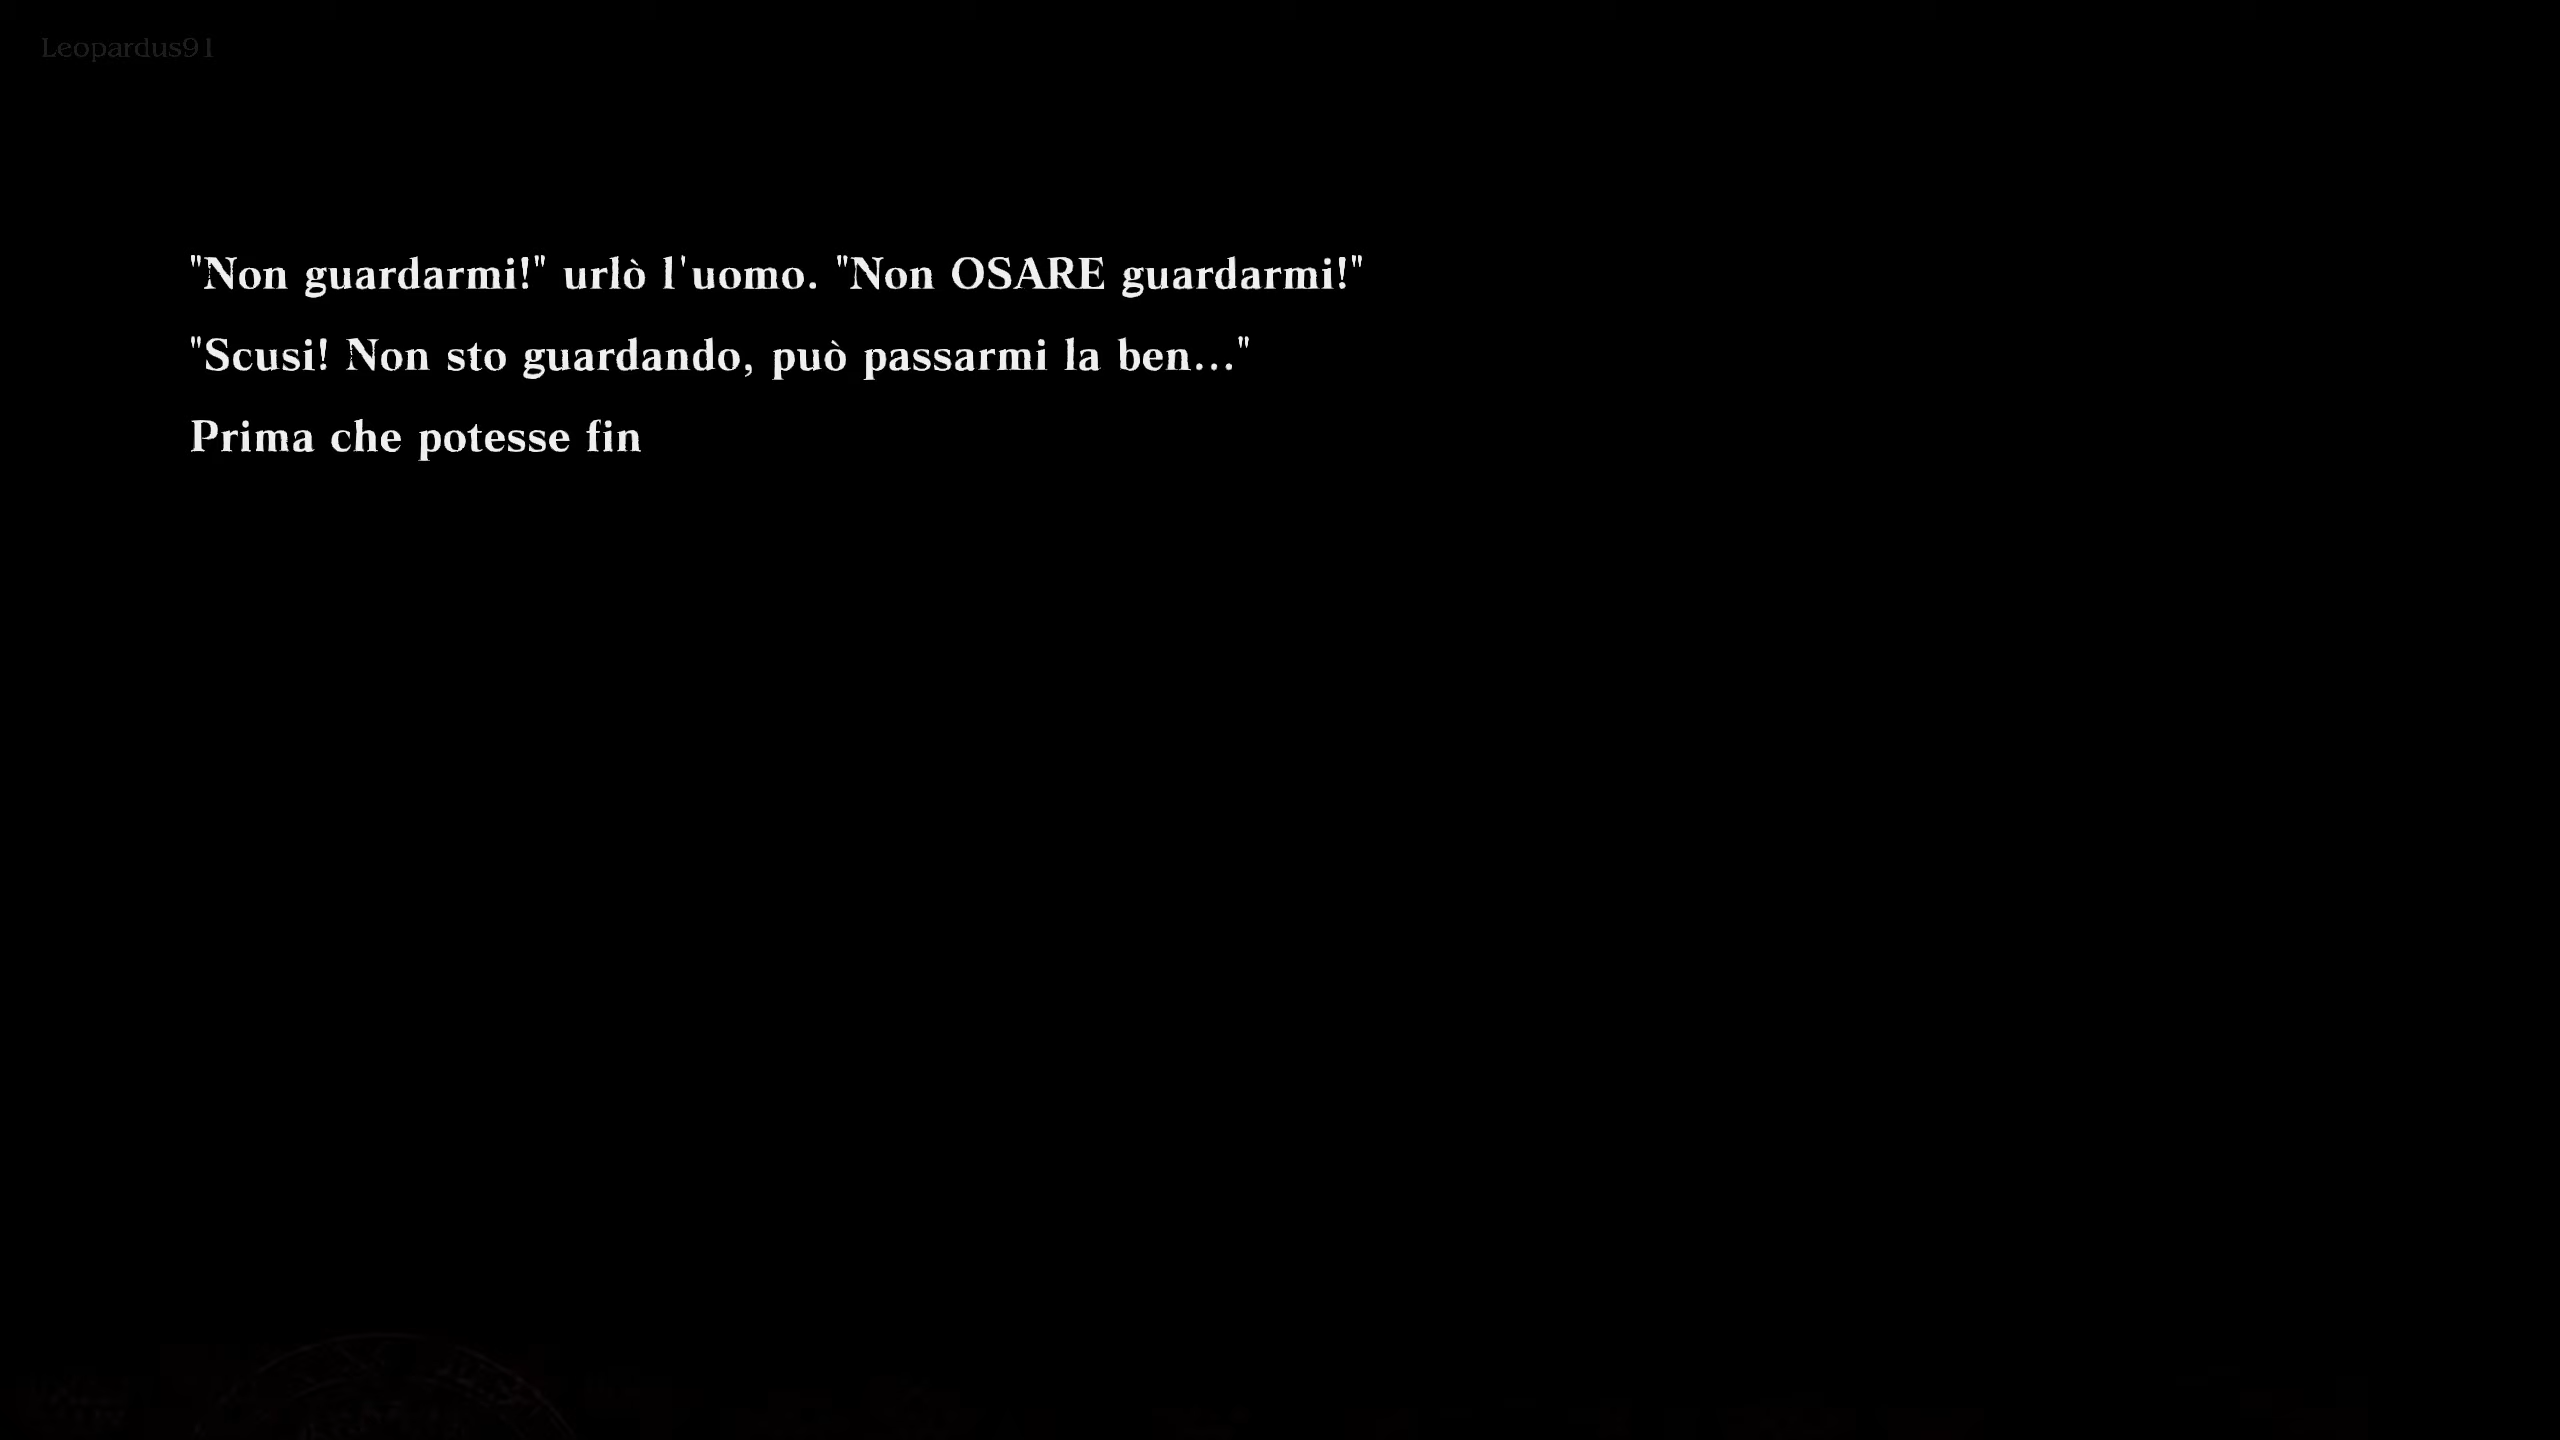 Leopardus91
"Non guardarmi!" urlò l'uomo. "Non OSARE guardarmi!"
"Scusi! Non sto guardando, può passarmi la ben..."
Prima che potesse fin